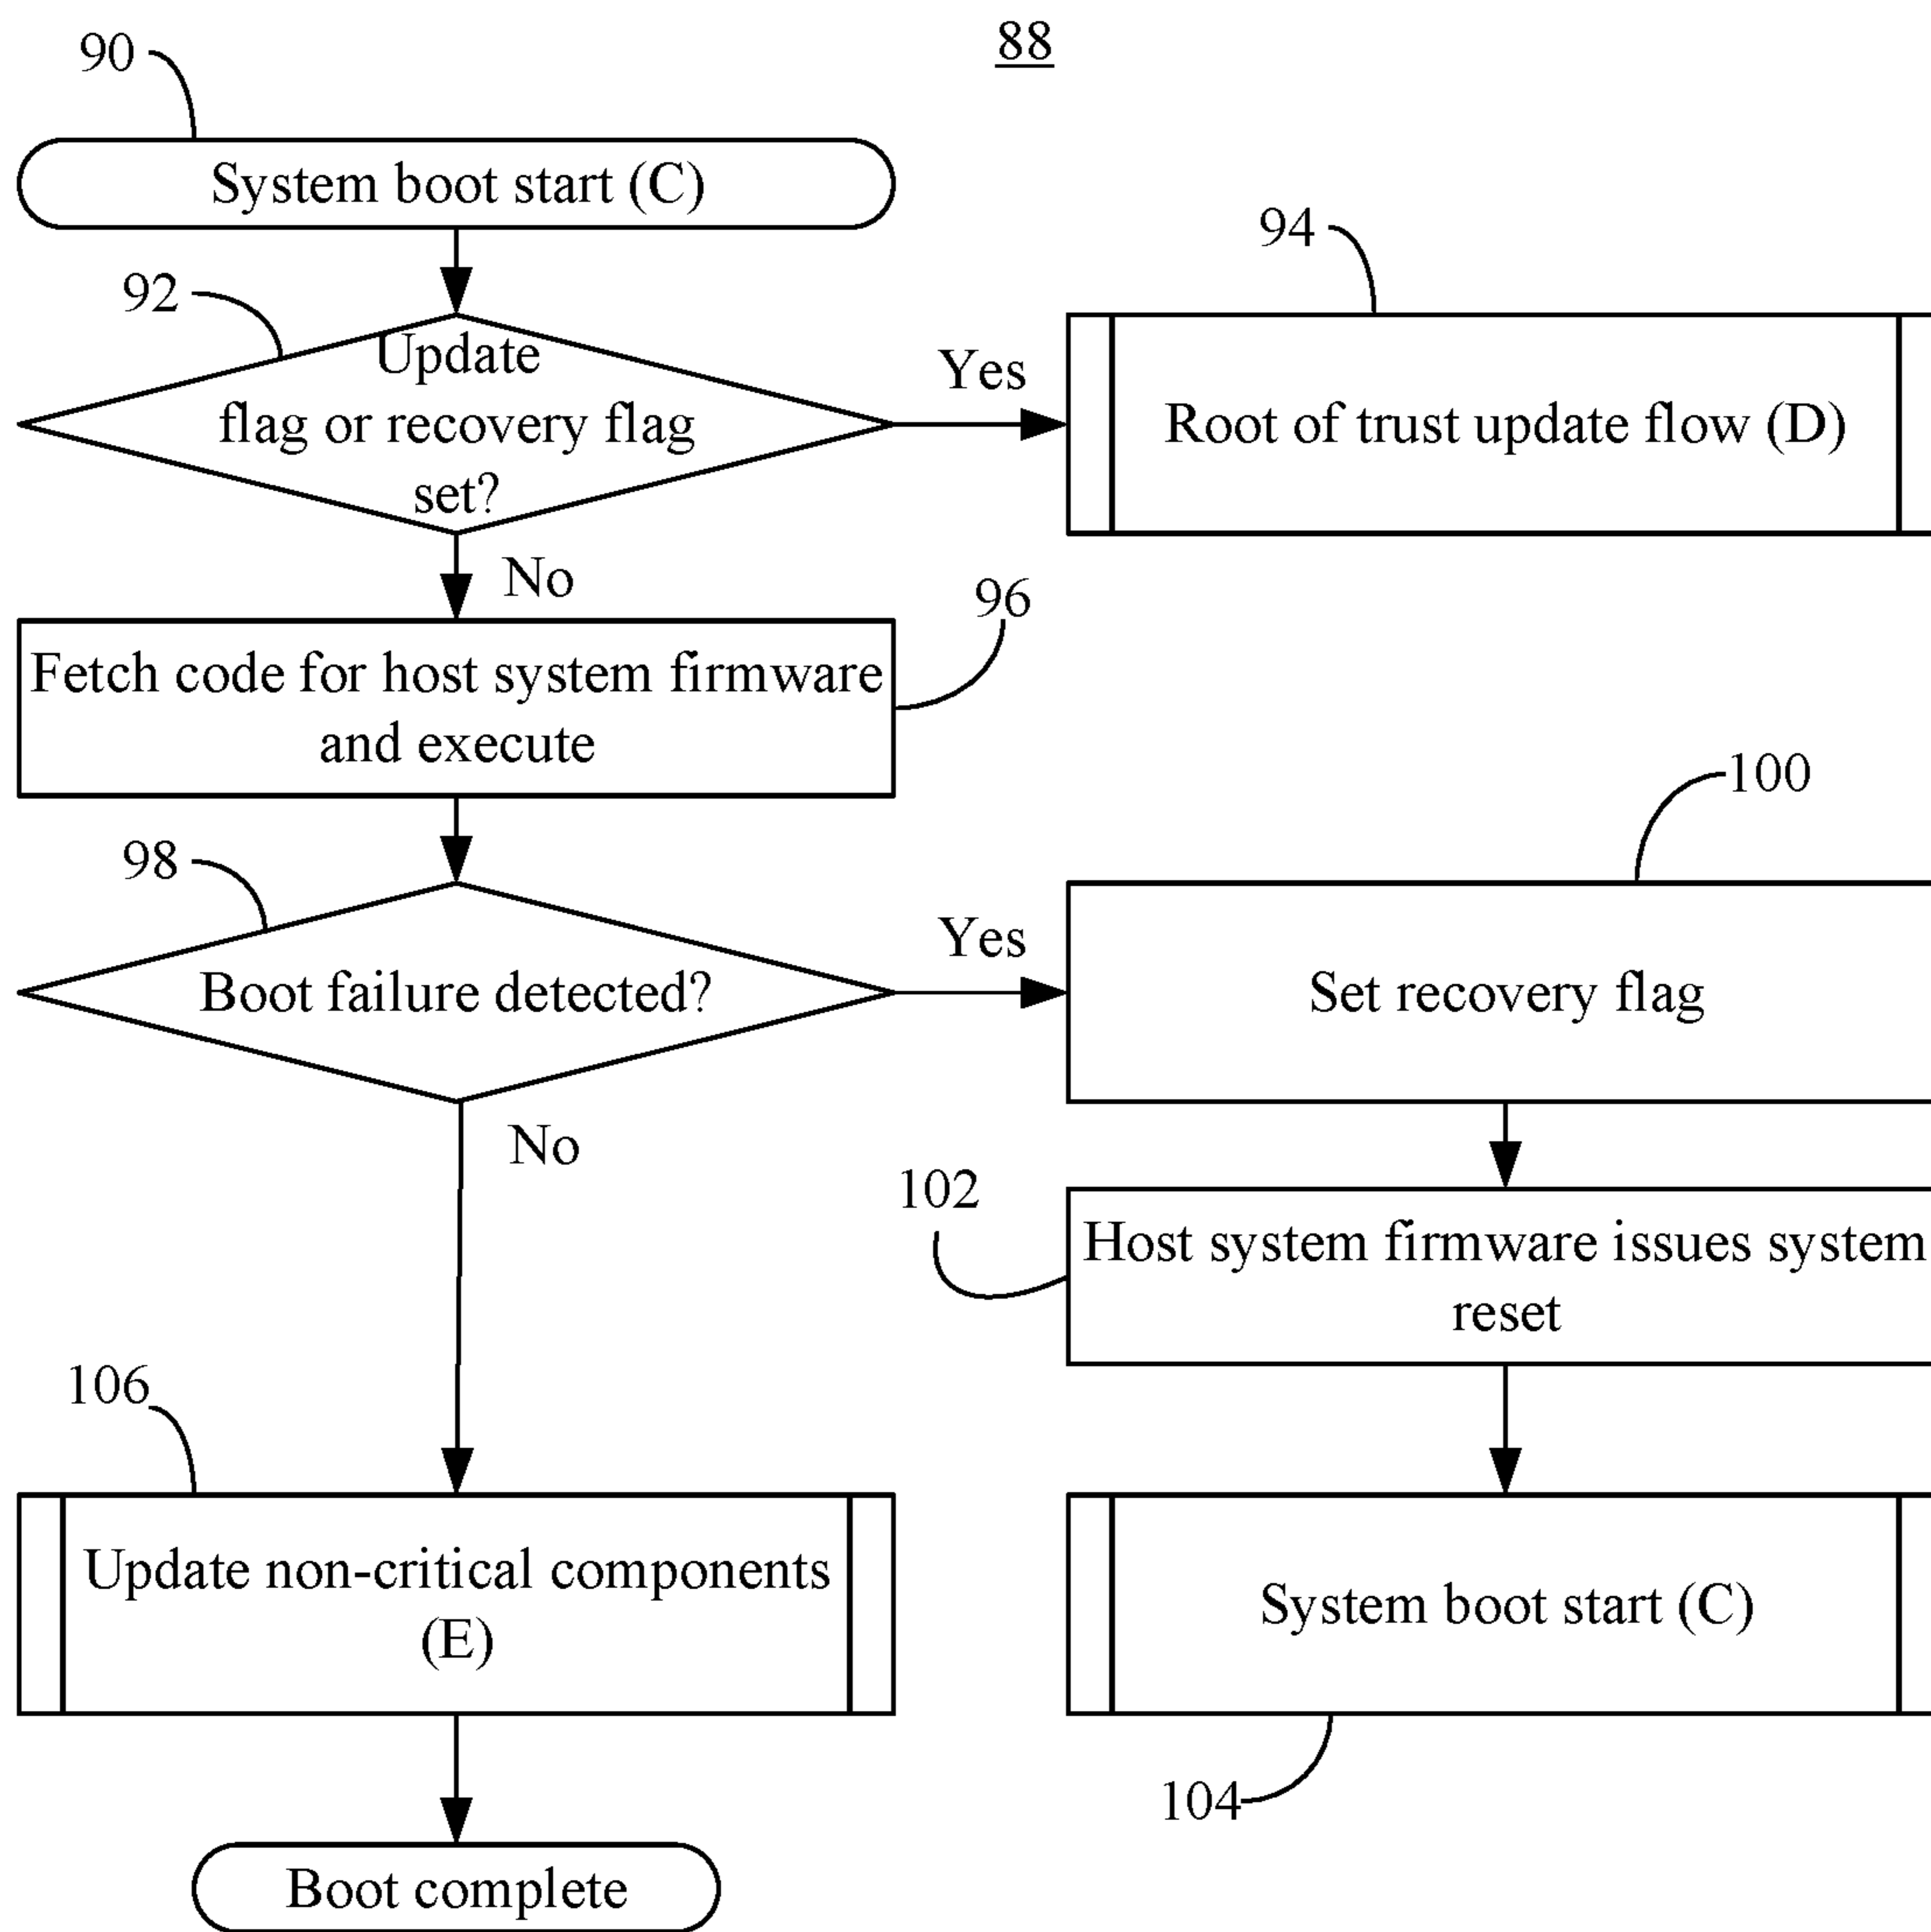 88
90
System boot start (C)
92
Update
flag or recovery flag
set?
Yes
94
Root of trust update flow (D)
No
96
Fetch code for host system firmware
and execute
98
Boot failure detected?
Yes
100
Set recovery flag
No
102
Host system firmware issues system
reset
106
Update non-critical components
(E)
System boot start (C)
104
Boot complete